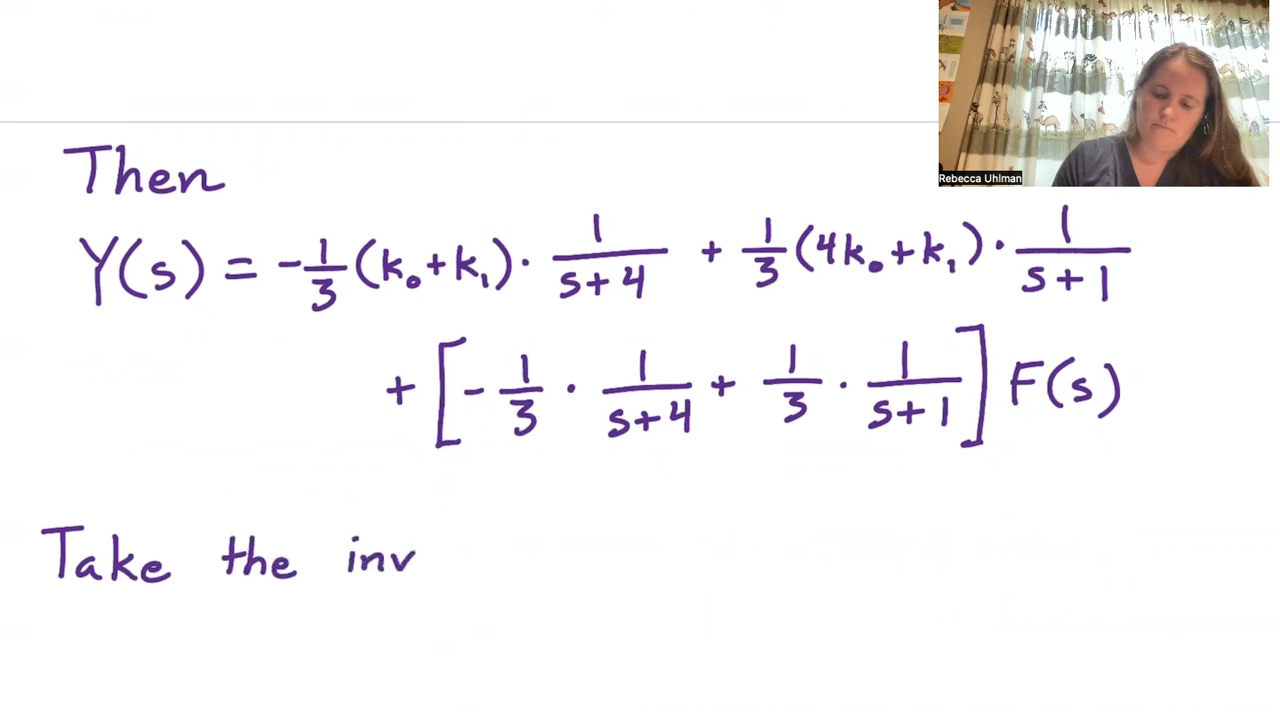 Rebecca Uhlman
Then
Y(s) = -1/3 (k₀+k₁) · 1/(s+4) + 1/3 (4k₀+k₁) · 1/(s+1)
+ [ -1/3 · 1/(s+4) + 1/3 · 1/(s+1) ] F(s)
Take the inv